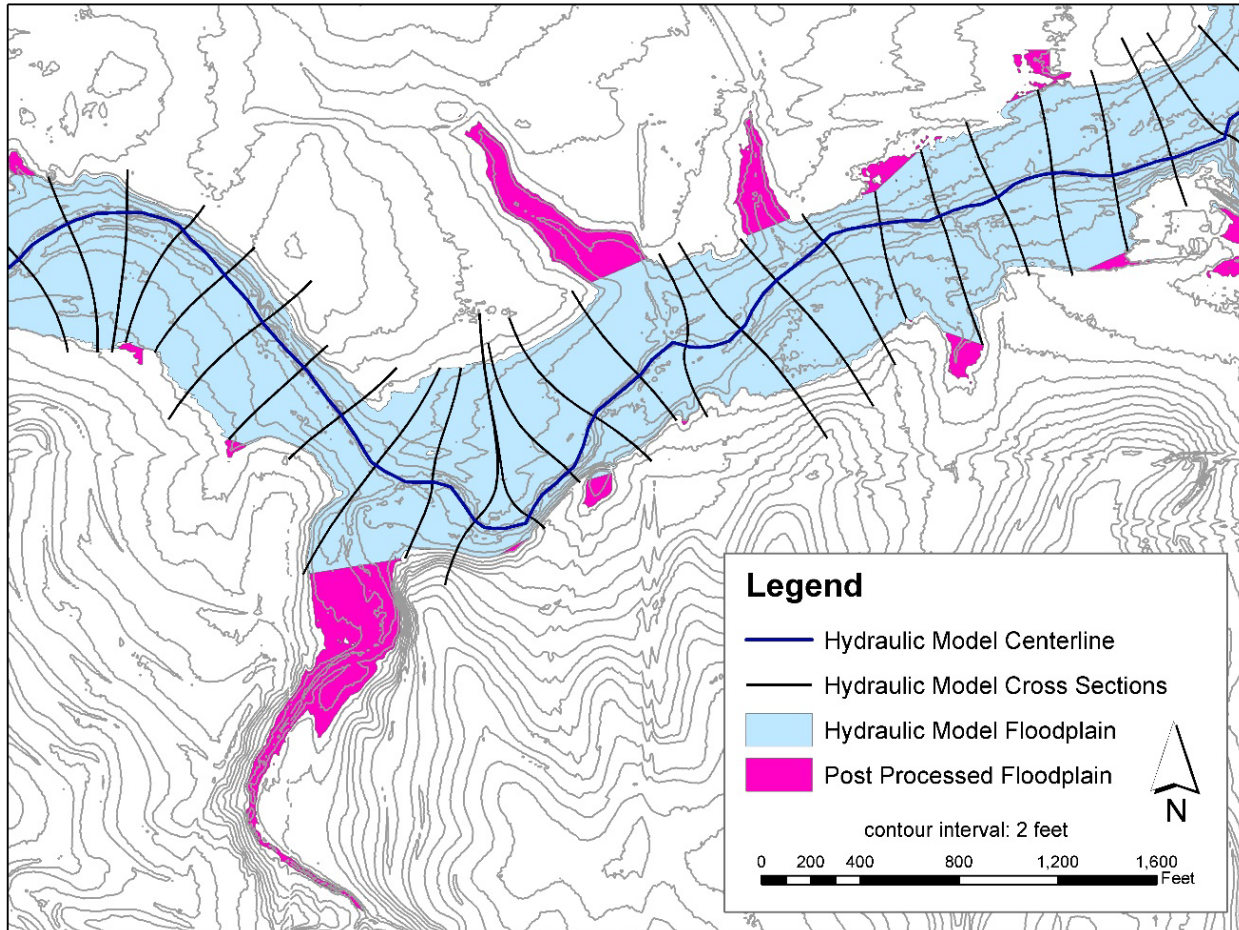 Legend
Hydraulic Model Centerline
Hydraulic Model Cross Sections
Hydraulic Model Floodplain
Post Processed Floodplain
N
contour interval: 2 feet
0 200 400 800 1,200 1,600
Feet